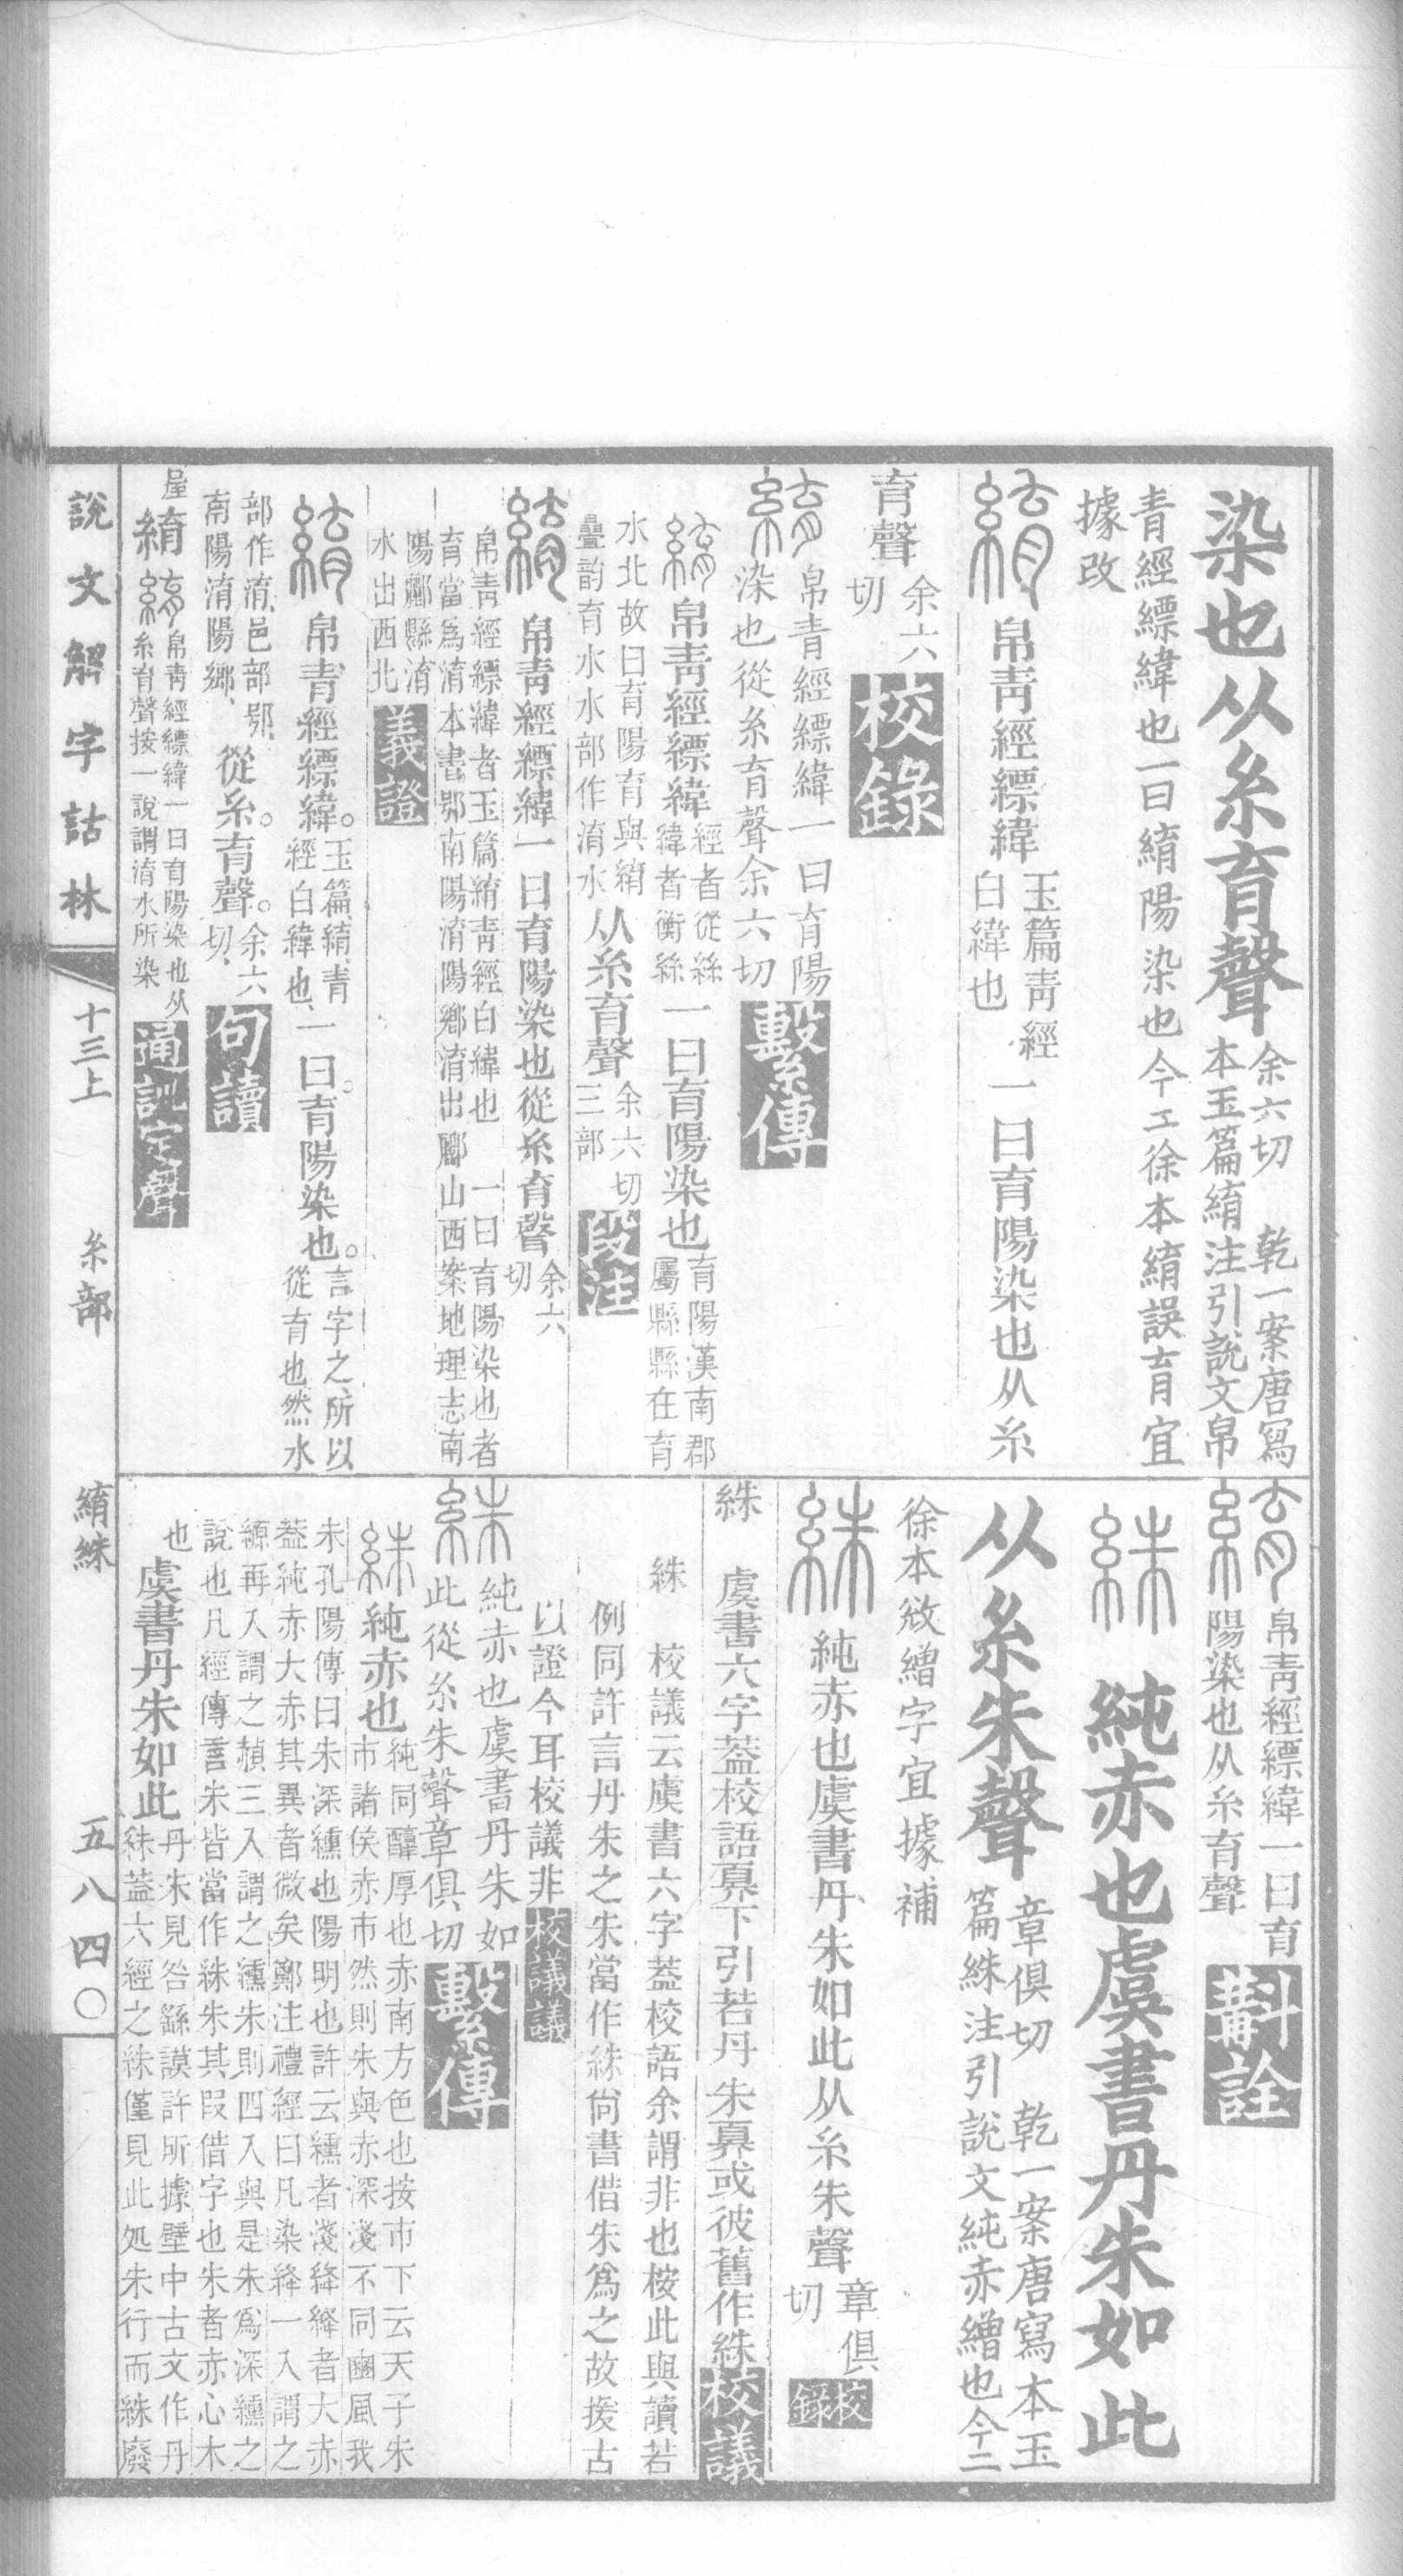 染也从糸育聲
余六切 乾一案唐寫
本玉篇綃注引說文帛
青經縹緯也一曰綃陽染也今二徐本綃誤育宜
據改
帛青經縹緯
玉篇青經
白緯也
一曰育陽染也从糸
育聲
余六
切
校錄
帛青經縹緯一曰育陽
染也從糸育聲余六切
繫傳
帛青經縹緯
經者從絲
緯者衡絲
一曰育陽染也
育陽漢南郡
屬縣縣在育
水北故曰育陽育與綃
疊韵育水水部作淯水
从糸育聲
余六切
三部
段注
帛青經縹緯一曰育陽染也從糸育聲
余六
切
帛青經縹緯者玉篇綃青經白緯也 一曰育陽染也者
育當爲淯本書鄂南陽淯陽鄉淯出酈山西案地理志南
陽酈縣淯
水出西北
義證
帛青經縹緯。
玉篇綃青
經白緯也、
一曰。育陽染也。
言字之所以
從育也然水
部作淯、邑部鄂、
南陽淯陽鄉、
從糸。育聲。
余六
切、
句讀
屋
綃
帛青經縹緯一曰育陽染也从
糸育聲按一說謂淯水所染
通訓定聲
帛青經縹緯一曰育
陽染也从糸育聲
斠詮
純赤也虞書丹朱如此
从糸朱聲
章俱切 乾一案唐寫本玉
篇絑注引說文純赤繒也今二
徐本敚繒字宜據補
純赤也虞書丹朱如此从糸朱聲
章俱
切
校錄
絑 虞書六字葢校語奡下引若丹朱奡或彼舊作絑
校議
絑 校議云虞書六字葢校語余謂非也桉此與讀若
例同許言丹朱之朱當作絑尙書借朱爲之故援古
以證今耳校議非
校議議
純赤也虞書丹朱如
此從糸朱聲章俱切
繫傳
純赤也
純同醇厚也赤南方色也按市下云天子朱
市諸矦赤市然則朱與赤深淺不同豳風我
朱孔陽傳曰朱深纁也陽明也許云纁者淺絳絳者大赤
葢純赤大赤其異者微矣鄭注禮經曰凡染絳一入謂之
縓再入謂之赬三入謂之纁朱則四入與是朱爲深纁之
說也凡經傳言朱皆當作絑朱其叚借字也朱者赤心木
也
虞書丹朱如此
丹朱見咎繇謨許所據壁中古文作丹
絑葢六經之絑僅見此処朱行而絑廢
說文解字詁林
十三上 糸部 綃絑 五八四〇